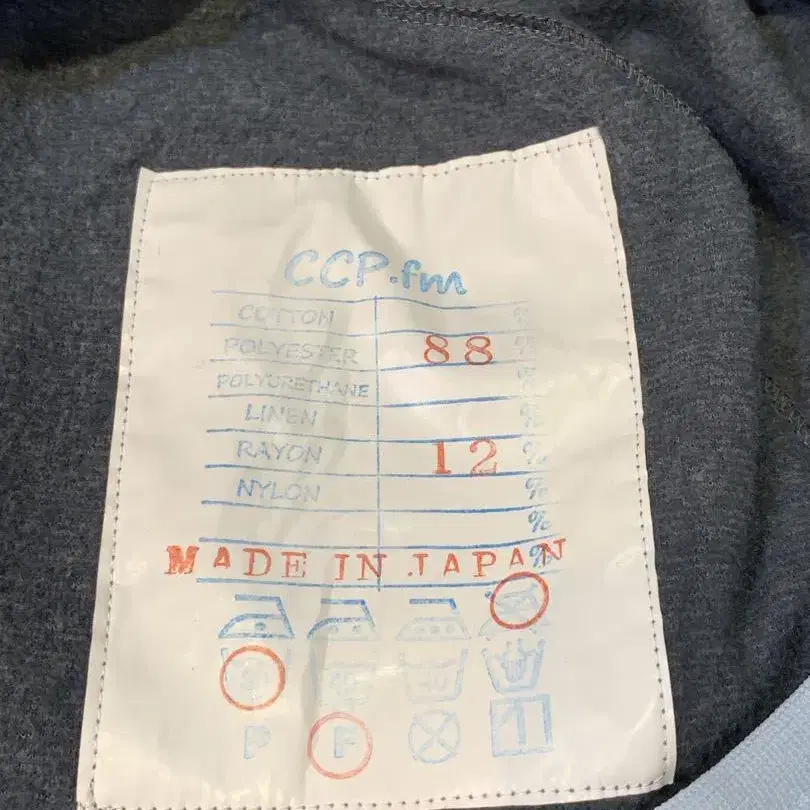 CCP.fm
COTTON %
POLYESTER 88 %
POLYURETHANE %
LINEN %
RAYON 12 %
NYLON %
%
MADE IN JAPAN %
P F